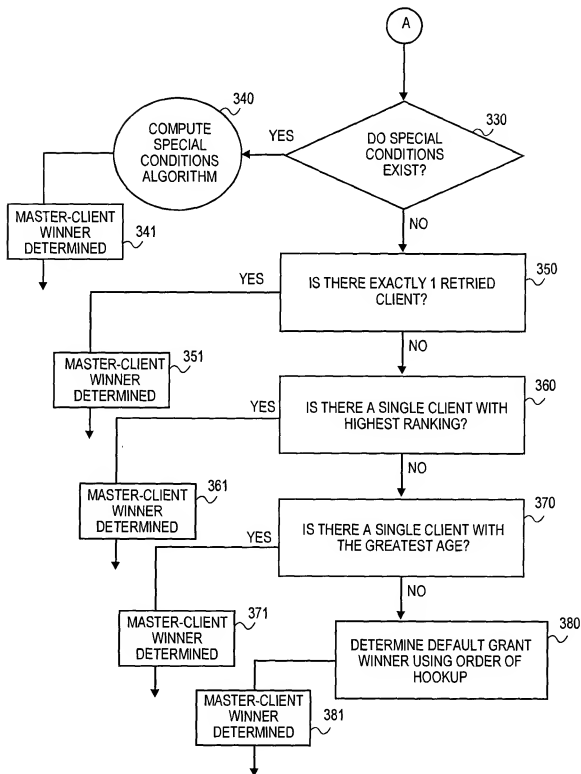 A
340
COMPUTE
SPECIAL
CONDITIONS
ALGORITHM
YES
330
DO SPECIAL
CONDITIONS
EXIST?
MASTER-CLIENT
WINNER
DETERMINED
341
NO
YES
350
IS THERE EXACTLY 1 RETRIED
CLIENT?
MASTER-CLIENT
WINNER
DETERMINED
351
NO
YES
360
IS THERE A SINGLE CLIENT WITH
HIGHEST RANKING?
MASTER-CLIENT
WINNER
DETERMINED
361
NO
YES
370
IS THERE A SINGLE CLIENT WITH
THE GREATEST AGE?
MASTER-CLIENT
WINNER
DETERMINED
371
NO
380
DETERMINE DEFAULT GRANT
WINNER USING ORDER OF
HOOKUP
MASTER-CLIENT
WINNER
DETERMINED
381